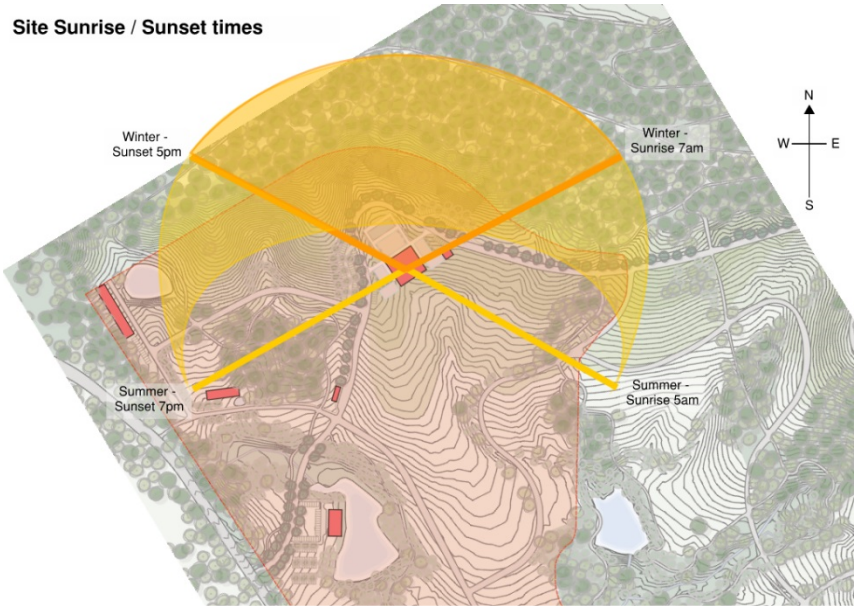 Site Sunrise / Sunset times
N
W
E
S
Winter -
Sunset 5pm
Winter -
Sunrise 7am
Summer -
Sunset 7pm
Summer -
Sunrise 5am